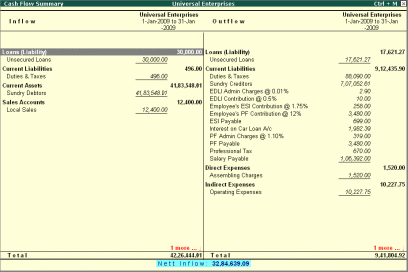 Cash Flow Summary Universal Enterprises Ctrl + M
Inflow
Universal Enterprises
1-Jan-2009 to 31-Jan
-2009
Outflow
Universal Enterprises
1-Jan-2009 to 31-Jan
-2009
Loans (Liability) 30,000.00
Unsecured Loans 30,000.00
Current Liabilities 496.00
Duties & Taxes 496.00
Current Assets 41,83,548.01
Sundry Debtors 41,83,548.01
Sales Accounts 12,400.00
Local Sales 12,400.00
1 more ...
Total 42,26,444.01
Loans (Liability) 17,621.27
Unsecured Loans 17,621.27
Current Liabilities 9,12,435.90
Duties & Taxes 88,090.00
Sundry Creditors
EDLI Admin Charges @ 0.01% 2.90
EDLI Contribution @ 0.5% 10.00
Employee's ESI Contribution @ 1.75% 258.00
Employee's PF Contribution @ 12% 3,480.00
ESI Payable 699.00
Interest on Car Loan A/c 1,982.39
PF Admin Charges @ 1.10% 319.00
PF Payable 3,480.00
Professional Tax 670.00
Salary Payable 1,06,392.00
Direct Expenses 1,520.00
Assembling Charges 1,520.00
Indirect Expenses 10,227.75
Operating Expenses 10,227.75
1 more ...
Total 9,41,804.92
Nett Inflow: 32,84,639.09